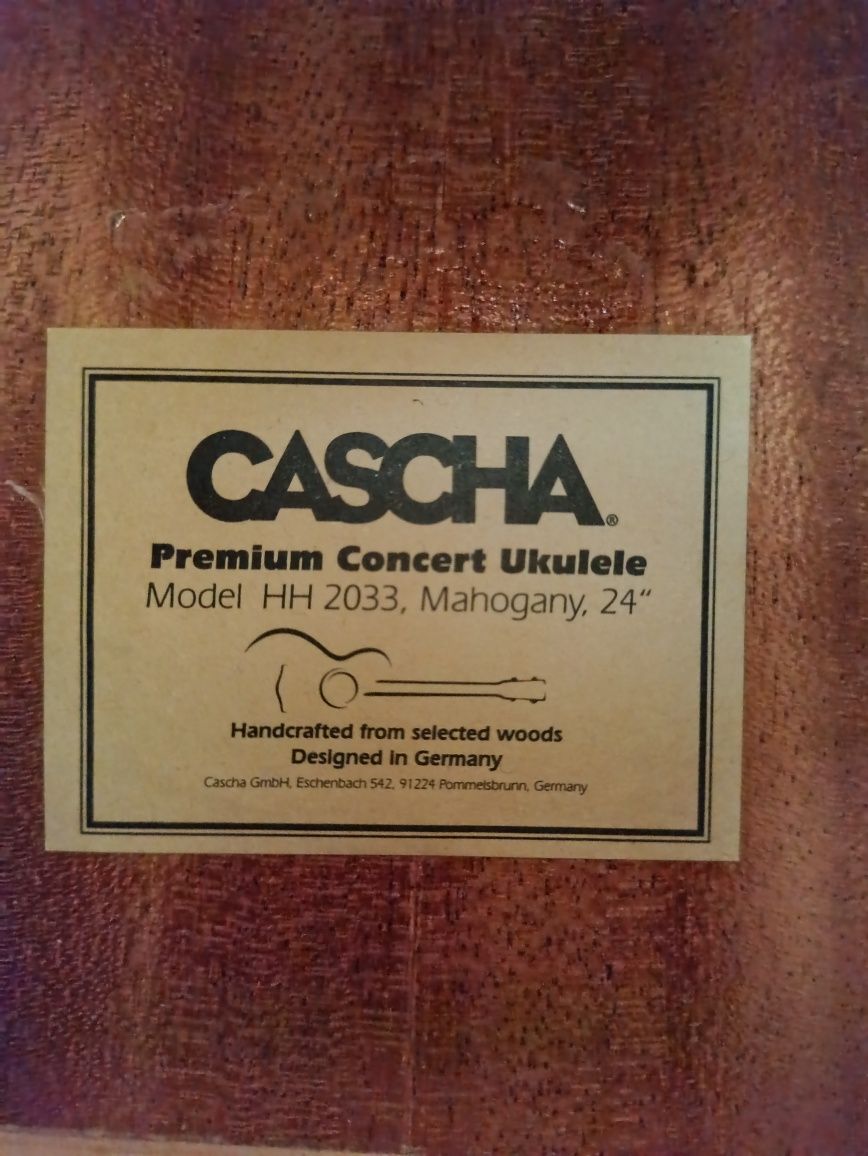 CASCHA®
Premium Concert Ukulele
Model HH 2033, Mahogany, 24“
Handcrafted from selected woods
Designed in Germany
Cascha GmbH, Eschenbach 542, 91224 Pommelsbrunn, Germany